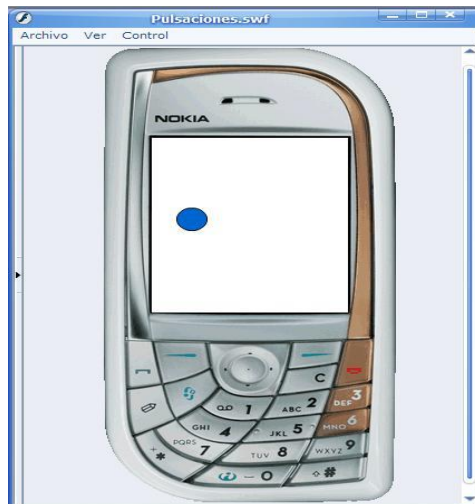 Pulsaciones.swf
Archivo Ver Control
NOKIA
C
1 ABC 2 DEF 3
GHI 4 JKL 5 MNO 6
PQRS 7 TUV 8 WXYZ 9
* - 0 #